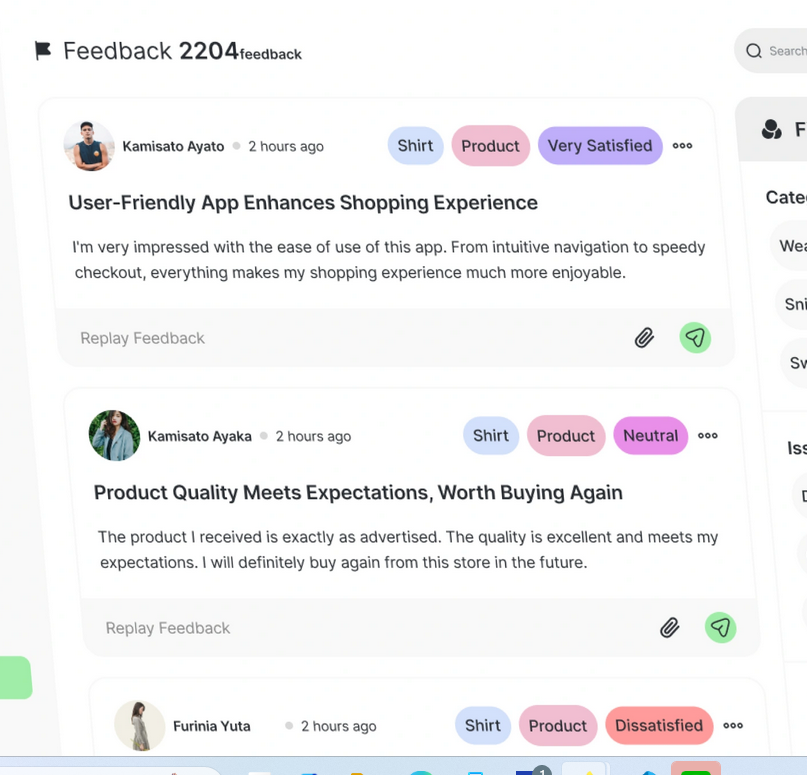 Feedback 2204feedback
Search
Kamisato Ayato 2 hours ago Shirt Product Very Satisfied
User-Friendly App Enhances Shopping Experience
I'm very impressed with the ease of use of this app. From intuitive navigation to speedy
checkout, everything makes my shopping experience much more enjoyable.
Replay Feedback
Kamisato Ayaka 2 hours ago Shirt Product Neutral
Product Quality Meets Expectations, Worth Buying Again
The product I received is exactly as advertised. The quality is excellent and meets my
expectations. I will definitely buy again from this store in the future.
Replay Feedback
Furinia Yuta 2 hours ago Shirt Product Dissatisfied
F
Cate
Wea
Sni
Sw
Iss
1